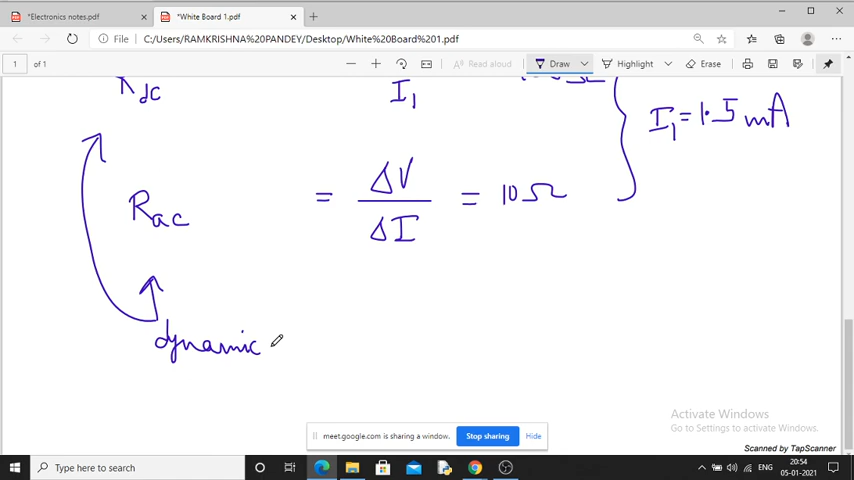 *Electronics notes.pdf
*White Board 1.pdf
File
C:/Users/RAMKRISHNA%20PANDEY/Desktop/White%20Board%201.pdf
1 of 1
Read aloud
Draw
Highlight
Erase
Rdc
I1
I1 = 1.5 mA
Rac = ΔV / ΔI = 10Ω
dynamic
Activate Windows
Go to Settings to activate Windows.
meet.google.com is sharing a window.
Stop sharing
Hide
Scanned by TapScanner
Type here to search
ENG
20:54
05-01-2021